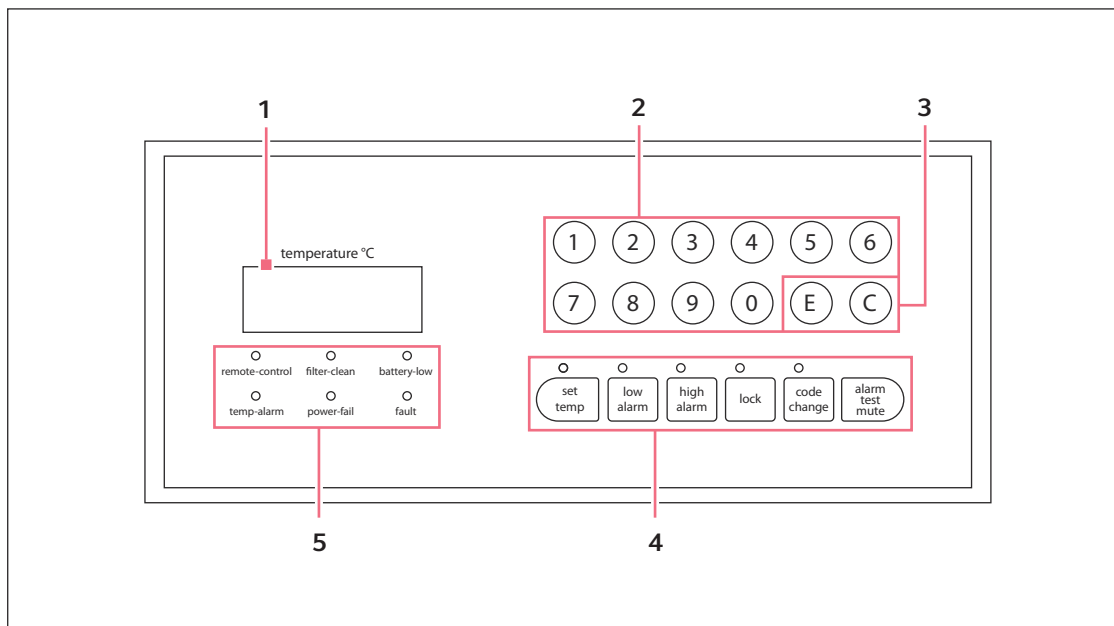 1
2
3
temperature °C
1 2 3 4 5 6
7 8 9 0 E C
remote-control filter-clean battery-low
temp-alarm power-fail fault
set
temp
low
alarm
high
alarm
lock
code
change
alarm
test
mute
5
4